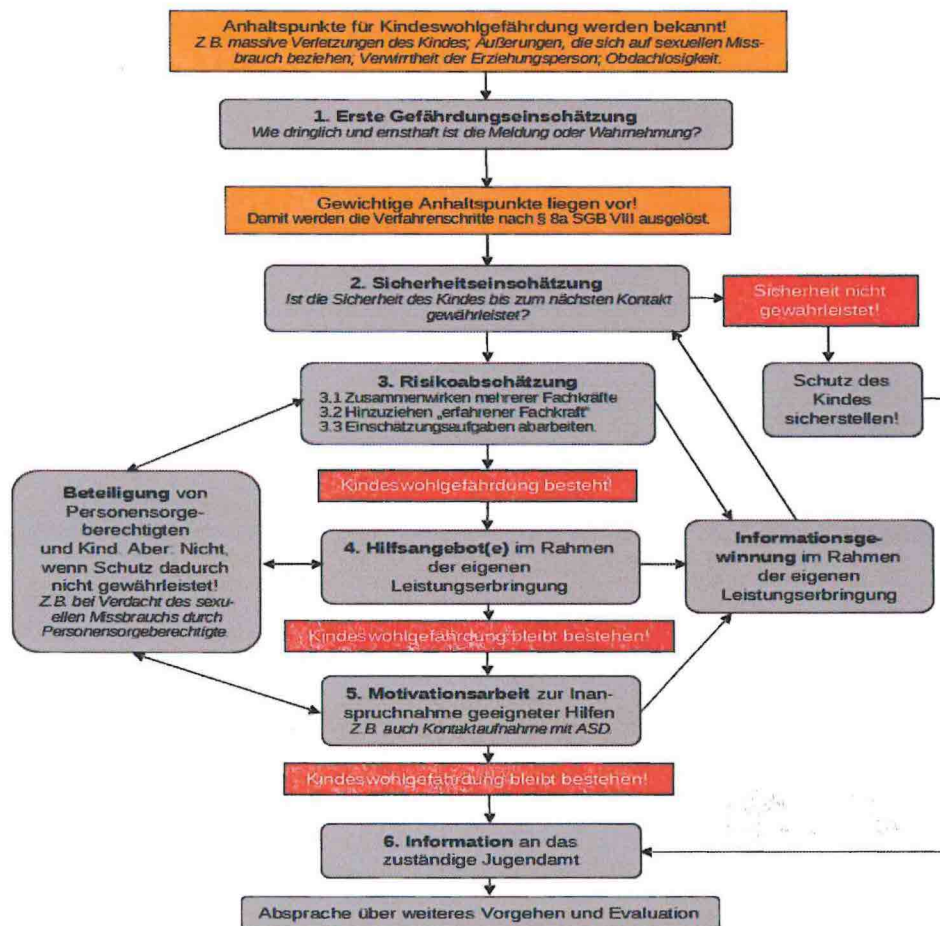 Anhaltspunkte für Kindeswohlgefährdung werden bekannt!
Z.B. massive Verletzungen des Kindes; Äußerungen, die sich auf sexuellen Miss-
brauch beziehen; Verwirrtheit der Erziehungsperson; Obdachlosigkeit.
1. Erste Gefährdungseinschätzung
Wie dringlich und ernsthaft ist die Meldung oder Wahrnehmung?
Gewichtige Anhaltspunkte liegen vor!
Damit werden die Verfahrenschritte nach § 8a SGB VIII ausgelöst.
2. Sicherheitseinschätzung
Ist die Sicherheit des Kindes bis zum nächsten Kontakt
gewährleistet?
Sicherheit nicht
gewährleistet!
Schutz des
Kindes
sicherstellen!
3. Risikoabschätzung
3.1 Zusammenwirken mehrerer Fachkräfte
3.2 Hinzuziehen „erfahrener Fachkraft“
3.3 Einschätzungsaufgaben abarbeiten.
Kindeswohlgefährdung besteht!
Beteiligung von
Personensorge-
berechtigten
und Kind. Aber: Nicht,
wenn Schutz dadurch
nicht gewährleistet!
Z.B. bei Verdacht des sexu-
ellen Missbrauchs durch
Personensorgeberechtigte.
4. Hilfsangebot(e) im Rahmen
der eigenen
Leistungserbringung
Informationsge-
winnung im Rahmen
der eigenen
Leistungserbringung
Kindeswohlgefährdung bleibt bestehen!
5. Motivationsarbeit zur Inan-
spruchnahme geeigneter Hilfen
Z.B. auch Kontaktaufnahme mit ASD.
Kindeswohlgefährdung bleibt bestehen!
6. Information an das
zuständige Jugendamt
Absprache über weiteres Vorgehen und Evaluation